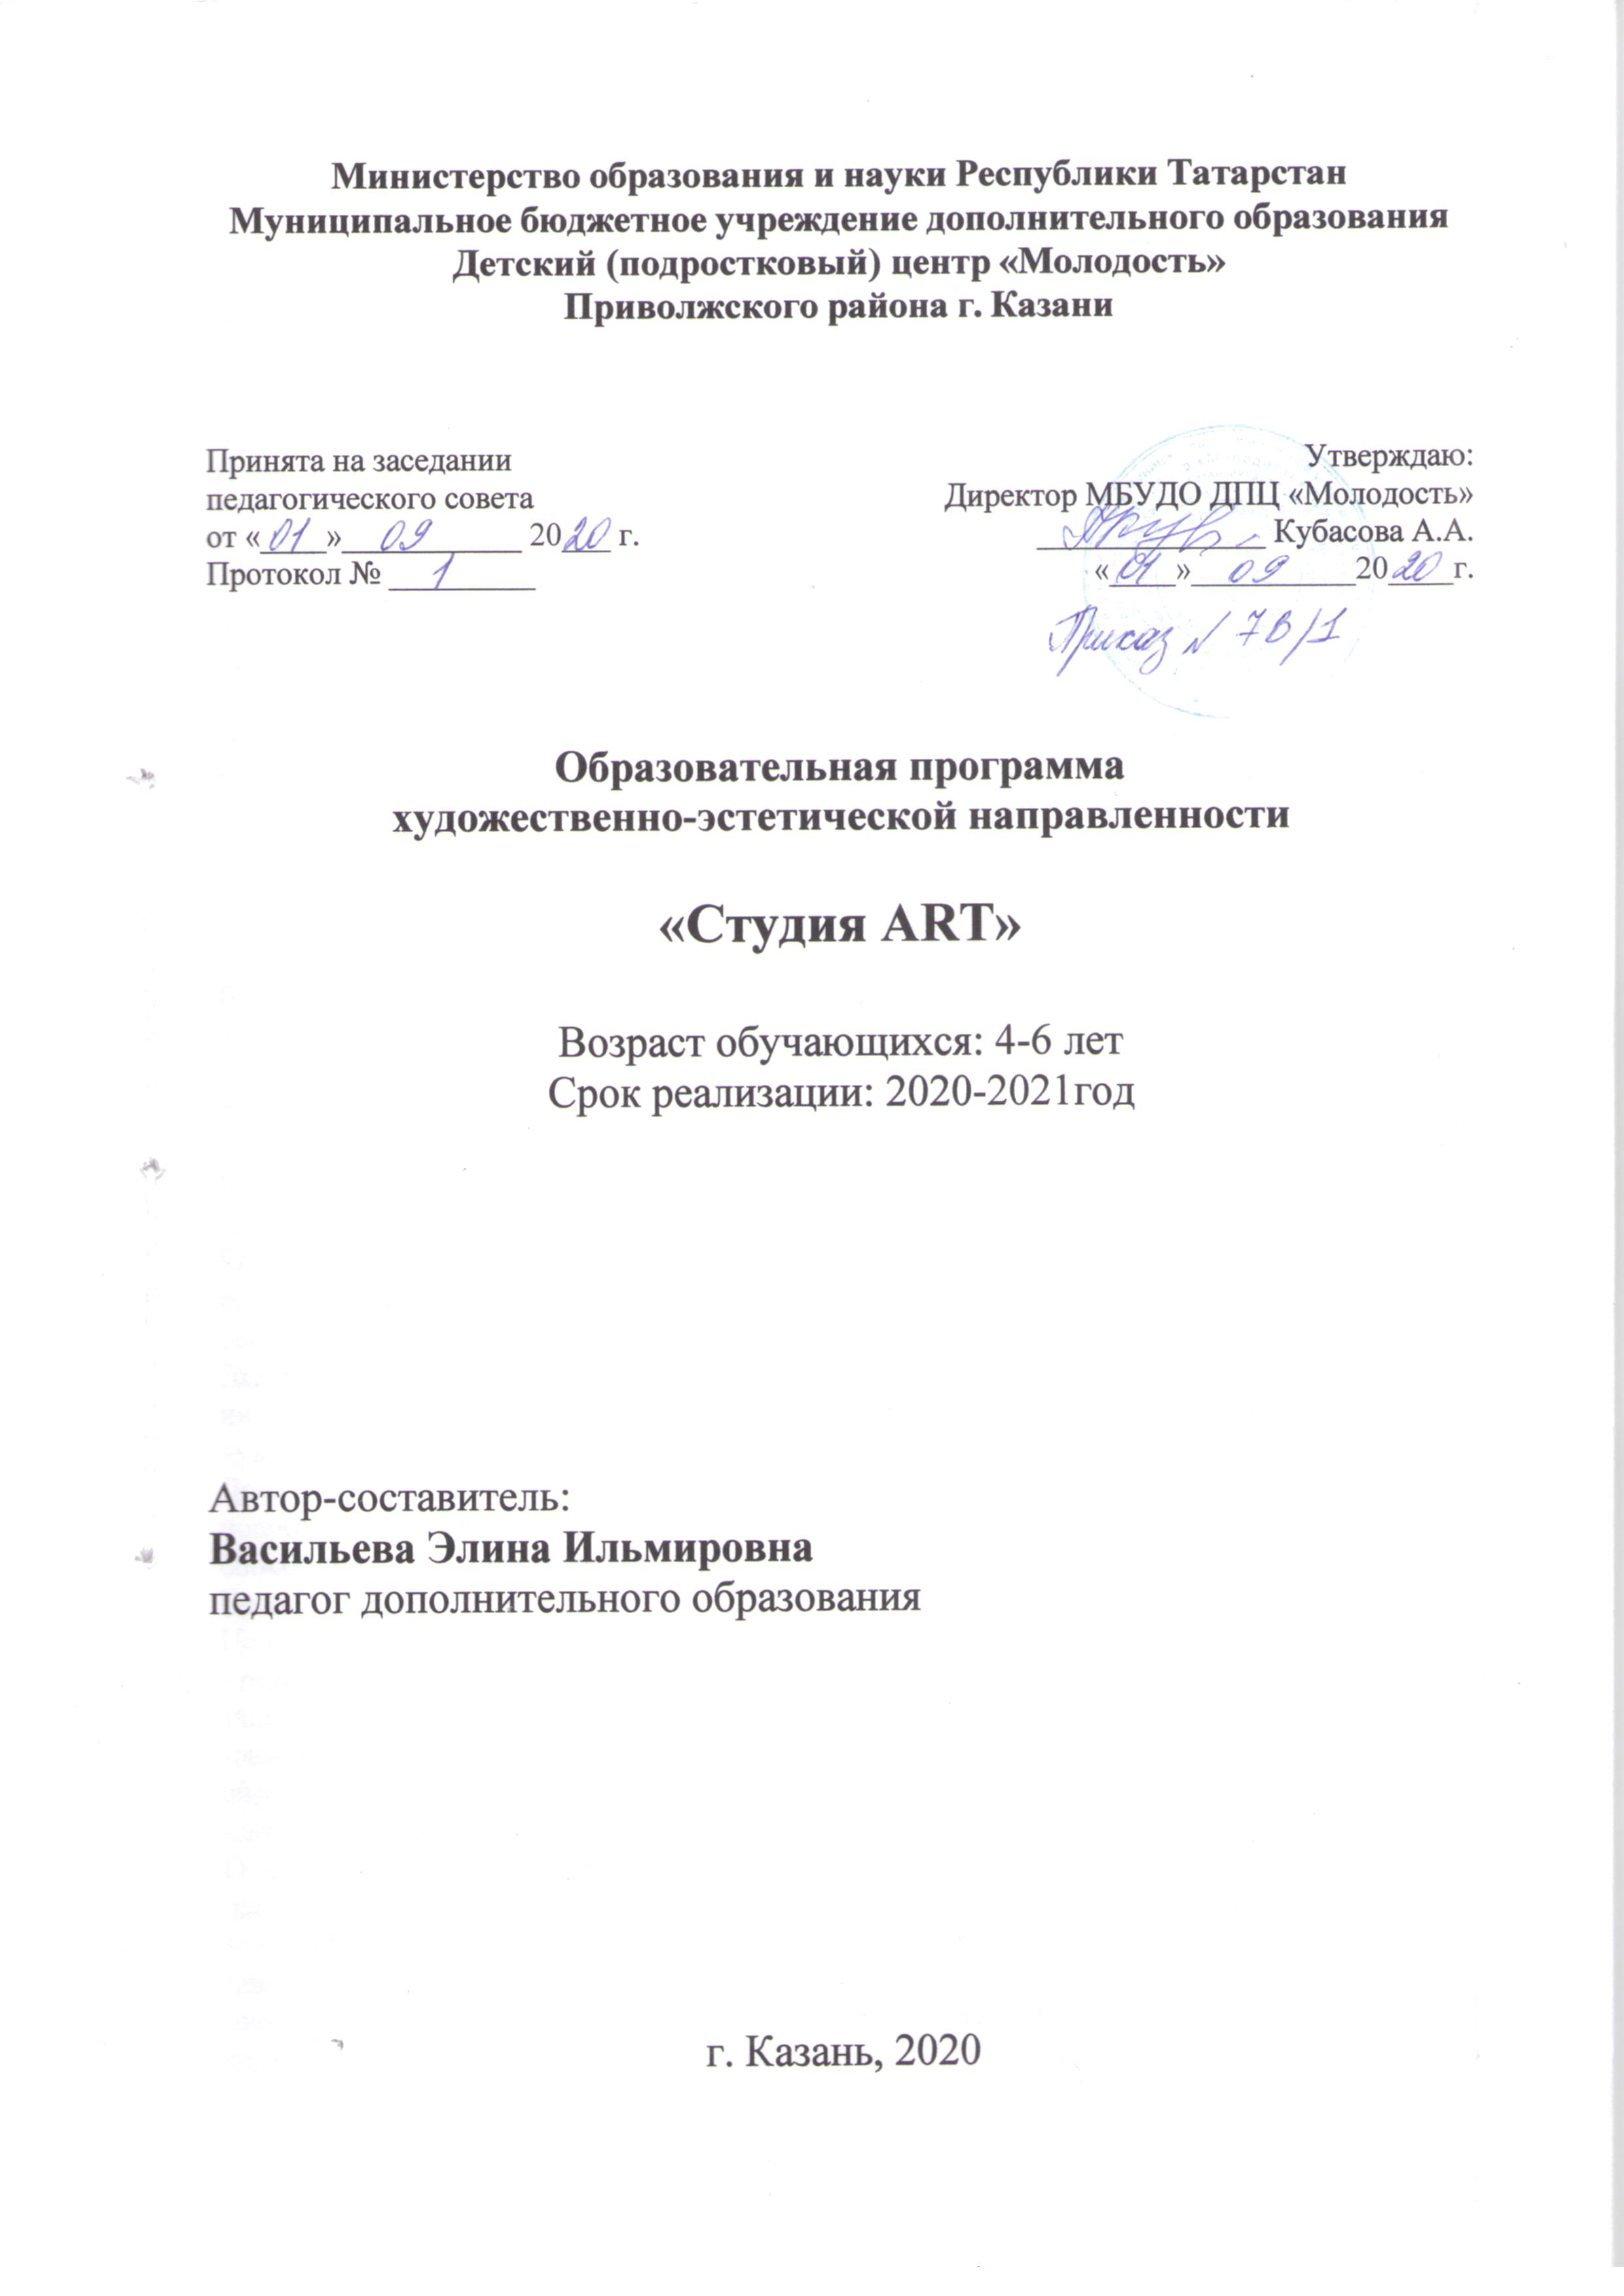 Министерство образования и науки Республики Татарстан
Муниципальное бюджетное учреждение дополнительного образования
Детский (подростковый) центр «Молодость»
Приволжского района г. Казани
Принята на заседании
педагогического совета
от «01» 09 2020 г.
Протокол № 1
Утверждаю:
Директор МБУДО ДПЦ «Молодость»
Кубасова А.А.
«01» 09 2020г.
Приказ №
Образовательная программа
художественно-эстетической направленности
«Студия ART»
Возраст обучающихся: 4-6 лет
Срок реализации: 2020-2021год
Автор-составитель:
Васильева Элина Ильмировна
педагог дополнительного образования
г. Казань, 2020